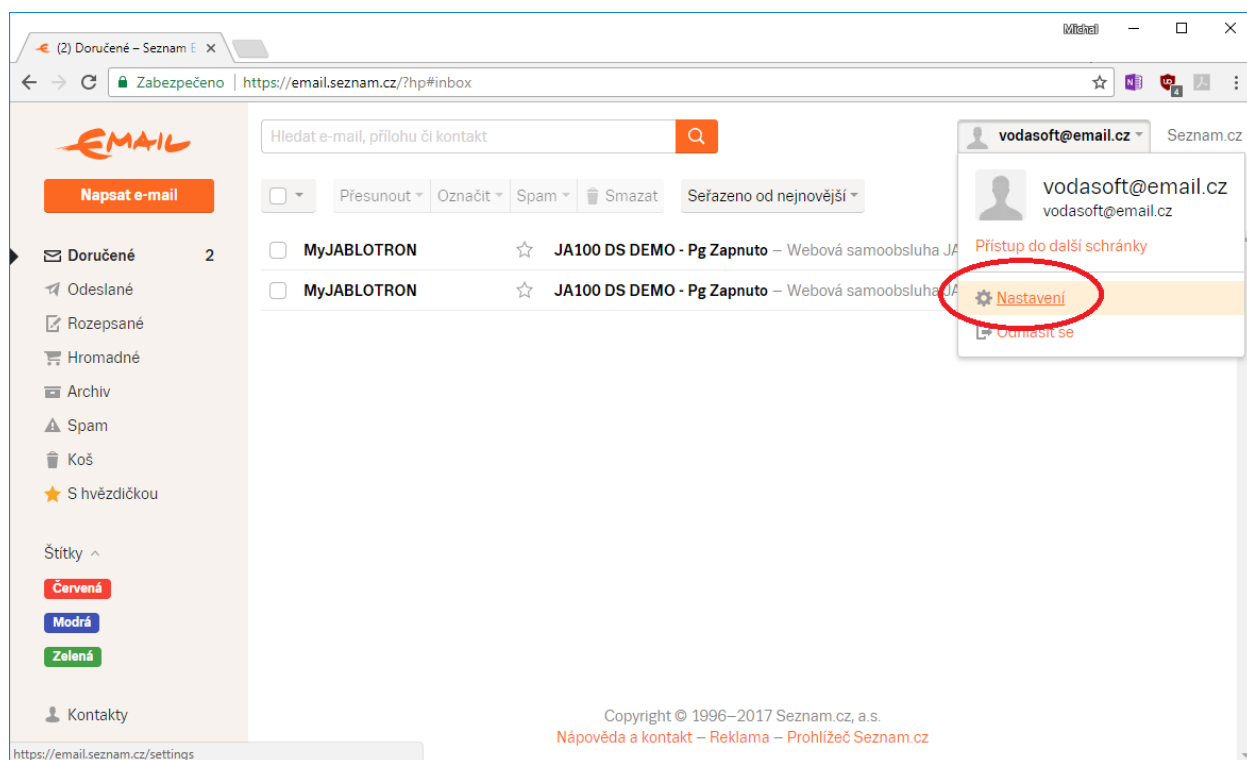 Michal
(2) Doručené – Seznam E
Zabezpečeno https://email.seznam.cz/?hp#inbox
4
EMAIL
Hledat e-mail, přílohu či kontakt
vodasoft@email.cz
Seznam.cz
Napsat e-mail
Přesunout Označit Spam Smazat Seřazeno od nejnovější
vodasoft@email.cz
vodasoft@email.cz
Přístup do další schránky
Nastavení
Odhlásit se
Doručené 2
MyJABLOTRON JA100 DS DEMO - Pg Zapnuto – Webová samoobsluha JA
Odeslané
MyJABLOTRON JA100 DS DEMO - Pg Zapnuto – Webová samoobsluha JA
Rozepsané
Hromadné
Archiv
Spam
Koš
S hvězdičkou
Štítky
Červená
Modrá
Zelená
Kontakty
Copyright © 1996–2017 Seznam.cz, a.s.
Nápověda a kontakt – Reklama – Prohlížeč Seznam.cz
https://email.seznam.cz/settings